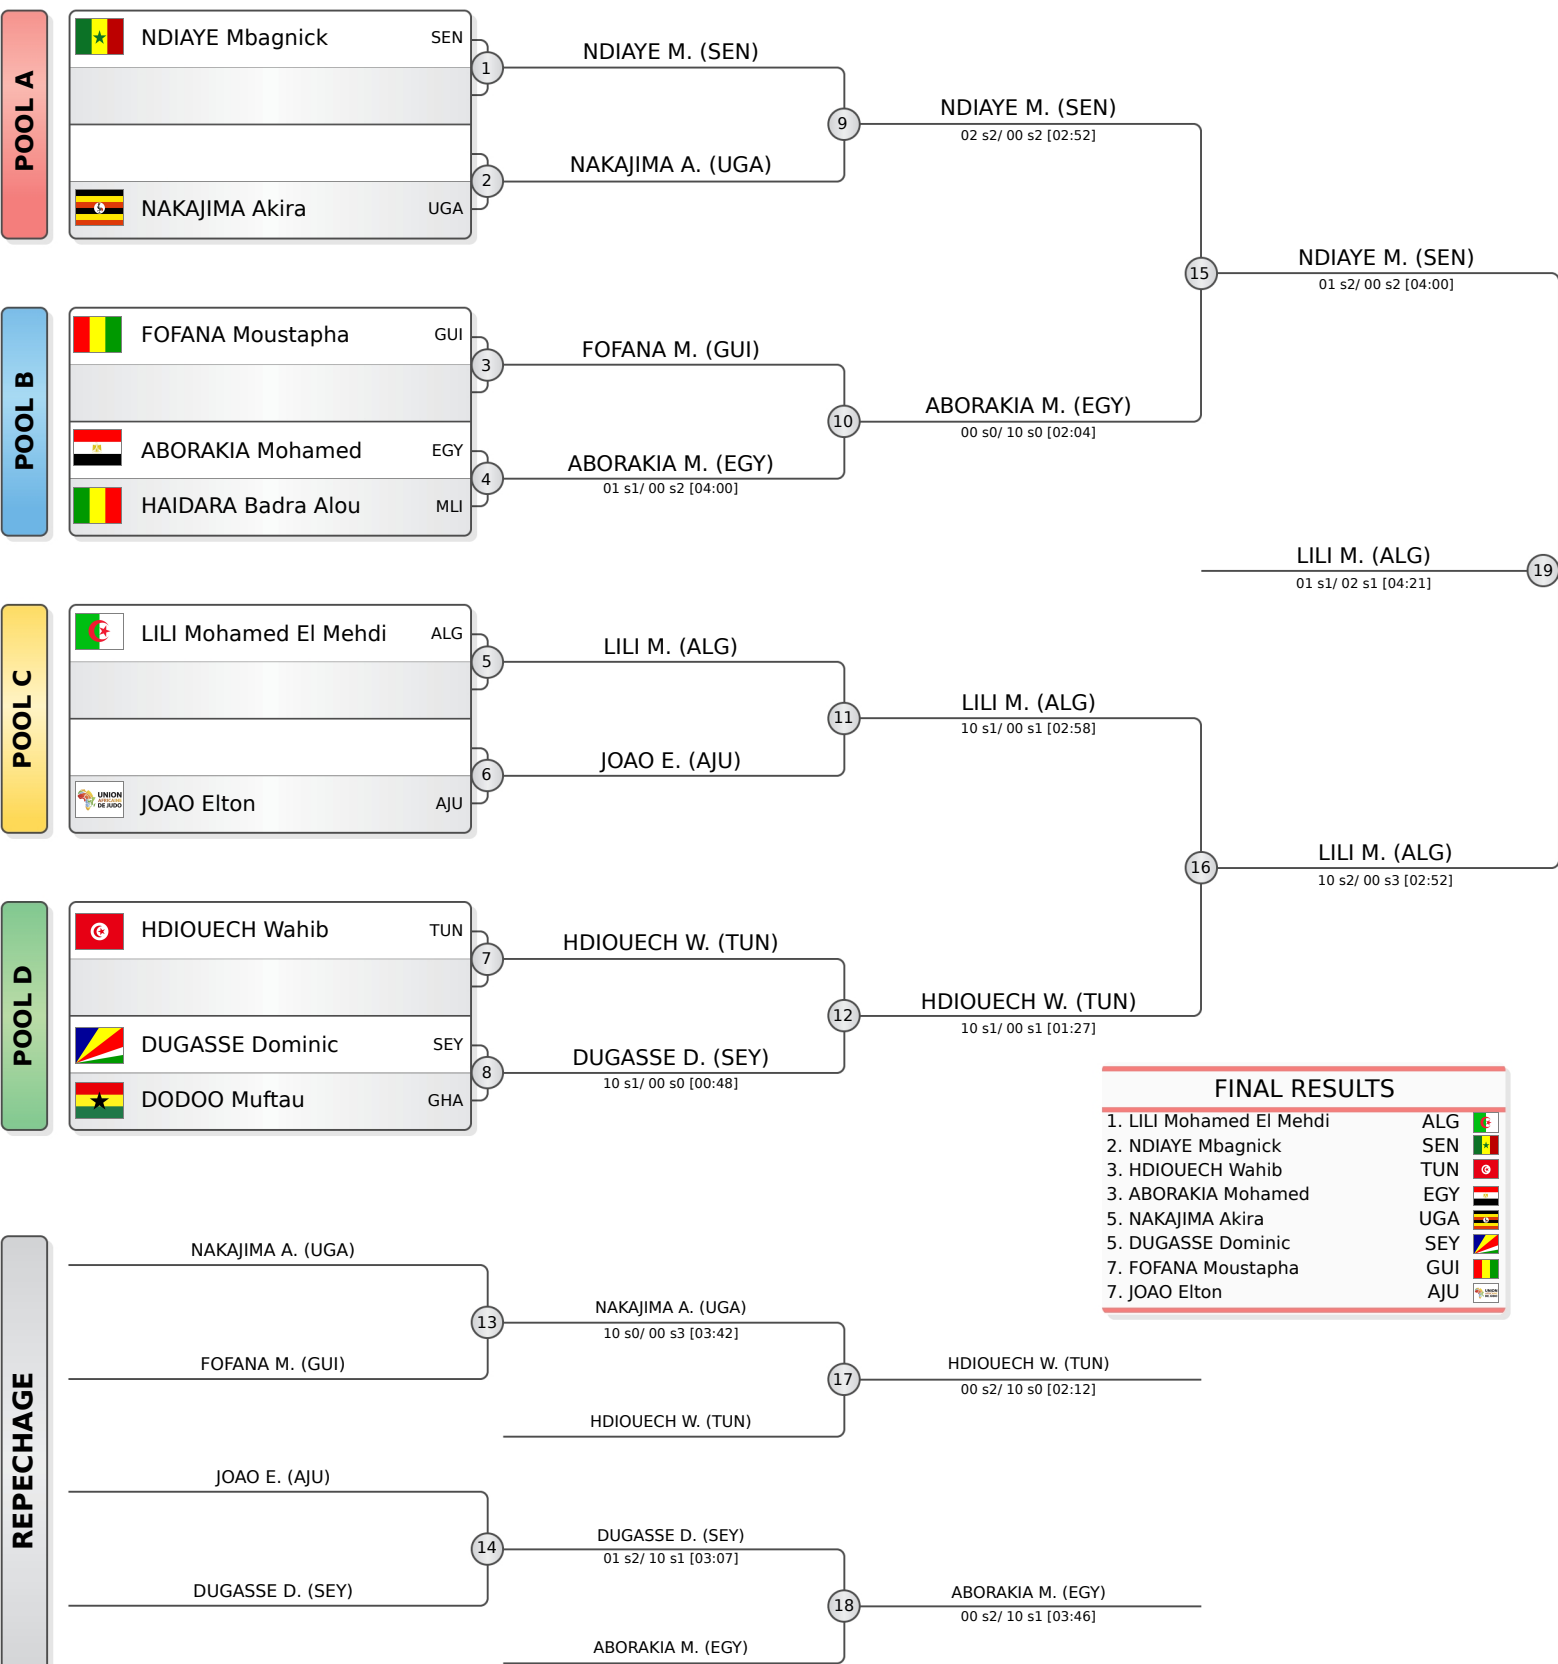 POOL A
NDIAYE Mbagnick SEN
1
NDIAYE M. (SEN)
9
NDIAYE M. (SEN)
02 s2/ 00 s2 [02:52]
2
NAKAJIMA A. (UGA)
NAKAJIMA Akira UGA
15
NDIAYE M. (SEN)
01 s2/ 00 s2 [04:00]
POOL B
FOFANA Moustapha GUI
3
FOFANA M. (GUI)
10
ABORAKIA M. (EGY)
00 s0/ 10 s0 [02:04]
ABORAKIA Mohamed EGY
4
ABORAKIA M. (EGY)
01 s1/ 00 s2 [04:00]
HAIDARA Badra Alou MLI
LILI M. (ALG)
01 s1/ 02 s1 [04:21]
19
POOL C
LILI Mohamed El Mehdi ALG
5
LILI M. (ALG)
11
LILI M. (ALG)
10 s1/ 00 s1 [02:58]
6
JOAO E. (AJU)
UNION
AFRICAINE
DE JUDO
JOAO Elton AJU
16
LILI M. (ALG)
10 s2/ 00 s3 [02:52]
POOL D
HDIOUECH Wahib TUN
7
HDIOUECH W. (TUN)
12
HDIOUECH W. (TUN)
10 s1/ 00 s1 [01:27]
DUGASSE Dominic SEY
8
DUGASSE D. (SEY)
10 s1/ 00 s0 [00:48]
DODOO Muftau GHA
FINAL RESULTS
1. LILI Mohamed El Mehdi ALG
2. NDIAYE Mbagnick SEN
3. HDIOUECH Wahib TUN
3. ABORAKIA Mohamed EGY
5. NAKAJIMA Akira UGA
5. DUGASSE Dominic SEY
7. FOFANA Moustapha GUI
7. JOAO Elton AJU
REPECHAGE
NAKAJIMA A. (UGA)
13
NAKAJIMA A. (UGA)
10 s0/ 00 s3 [03:42]
FOFANA M. (GUI)
17
HDIOUECH W. (TUN)
00 s2/ 10 s0 [02:12]
HDIOUECH W. (TUN)
JOAO E. (AJU)
14
DUGASSE D. (SEY)
01 s2/ 10 s1 [03:07]
DUGASSE D. (SEY)
18
ABORAKIA M. (EGY)
00 s2/ 10 s1 [03:46]
ABORAKIA M. (EGY)